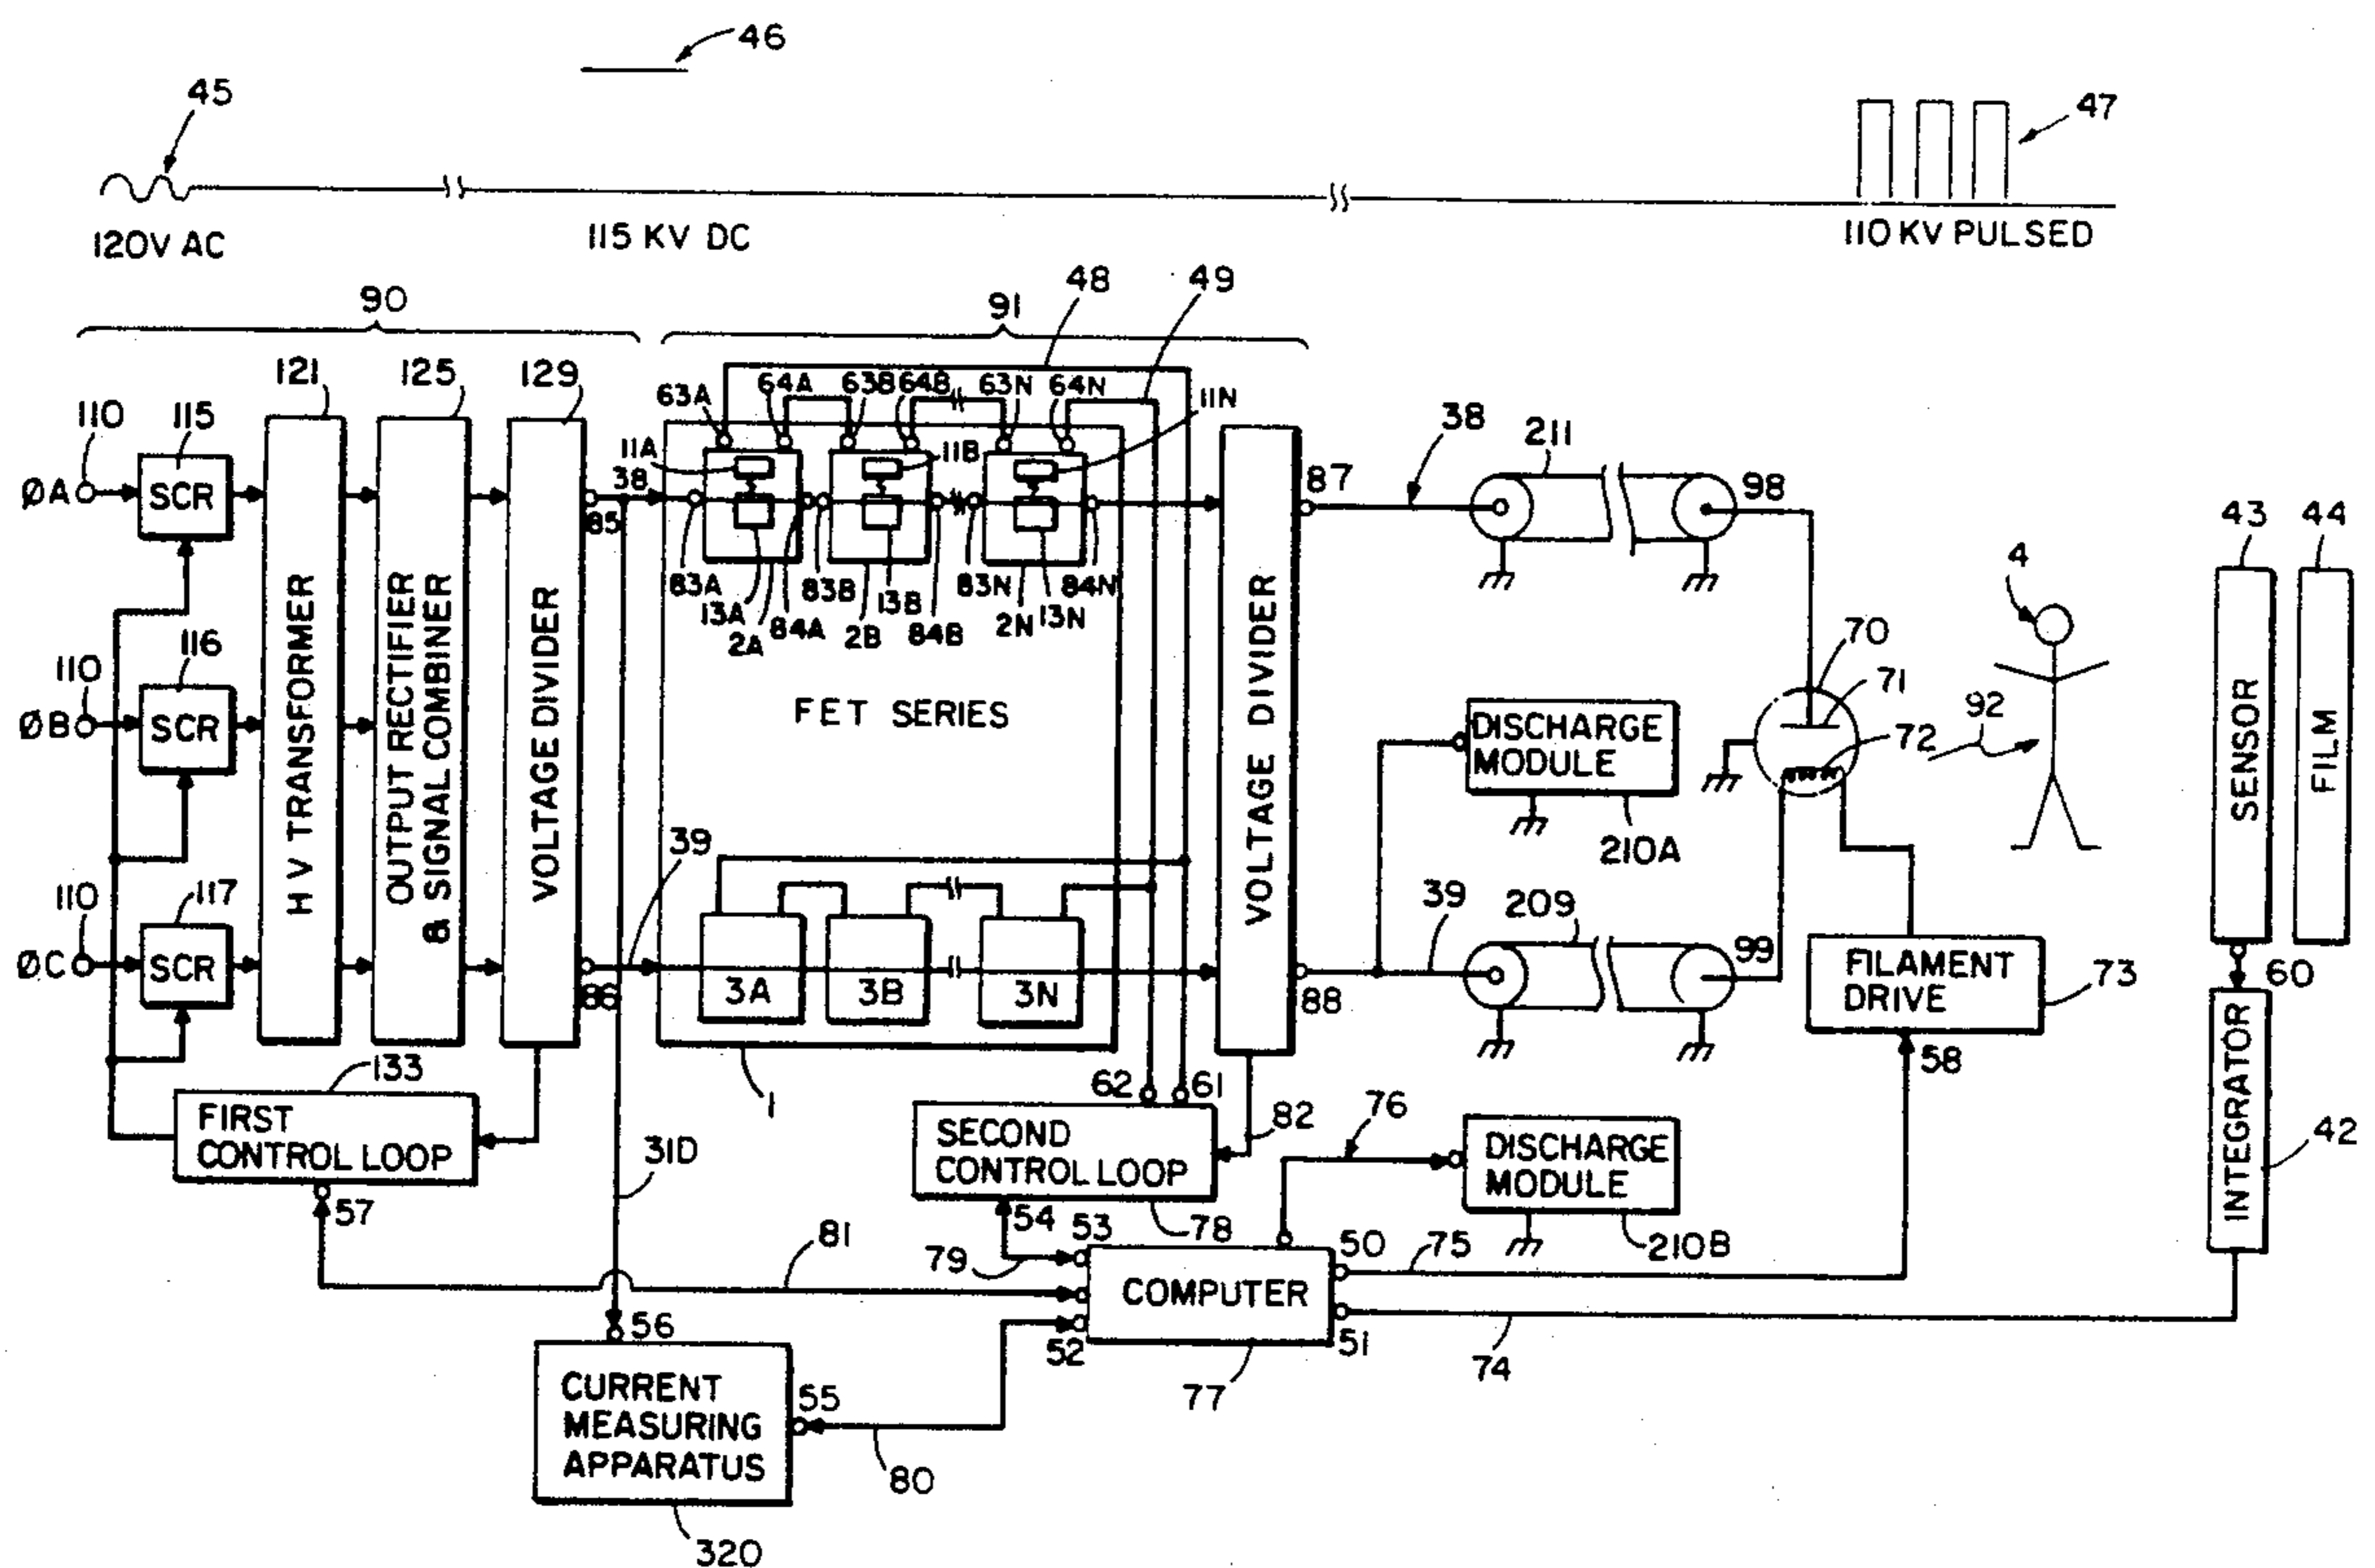 46
45
47
120V AC
115 KV DC
110 KV PULSED
90
91
48
49
121
125
129
63A
64A
63B
64B
63N
64N
11N
110
115
ØA
SCR
11A
11B
38
85
83A
13A
2A
84A
83B
2B
13B
84B
83N
2N
13N
84N
87
38
211
98
43
44
4
116
110
ØB
SCR
H V TRANSFORMER
OUTPUT RECTIFIER
& SIGNAL COMBINER
VOLTAGE DIVIDER
FET SERIES
VOLTAGE DIVIDER
DISCHARGE
MODULE
210A
70
71
72
92
SENSOR
FILM
117
110
ØC
SCR
39
86
3A
3B
3N
88
39
209
99
FILAMENT
DRIVE
73
58
60
INTEGRATOR
42
133
FIRST
CONTROL LOOP
57
1
62
61
82
SECOND
CONTROL LOOP
54
78
76
DISCHARGE
MODULE
210B
31D
81
79
53
COMPUTER
50
75
52
51
77
74
56
CURRENT
MEASURING
APPARATUS
55
80
320